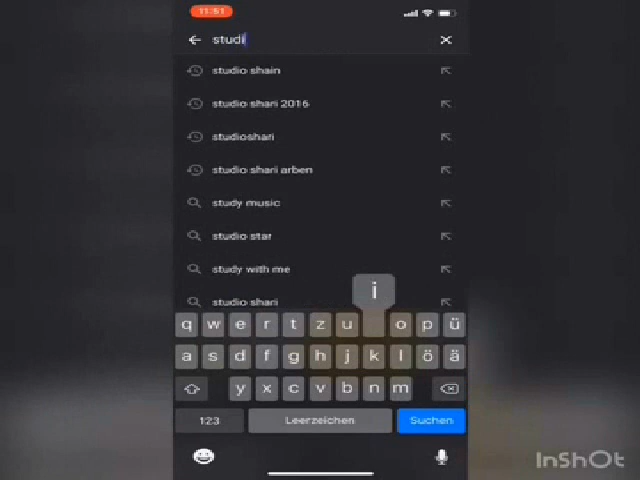 11:51
studi
studio shain
studio shari 2016
studioshari
studio shari arben
study music
studio star
study with me
studio shari
i
q w e r t z u o p ü
a s d f g h j k l ö ä
y x c v b n m
123 Leerzeichen Suchen
InShOt